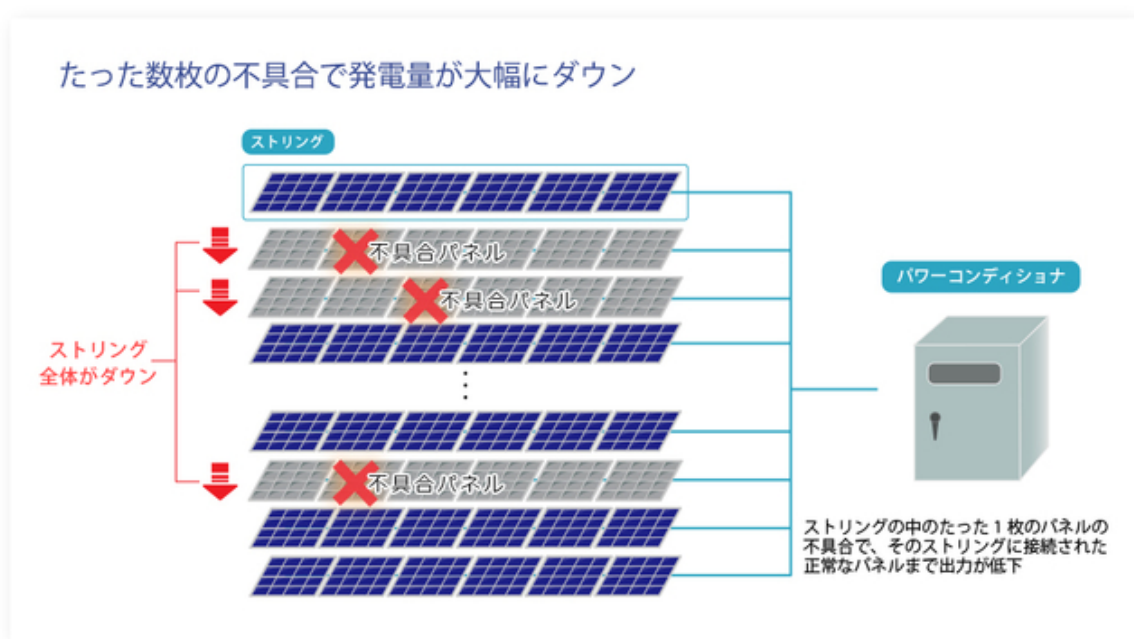 たった数枚の不具合で発電量が大幅にダウン
ストリング
不具合パネル
不具合パネル
パワーコンディショナ
ストリング
全体がダウン
不具合パネル
ストリングの中のたった1枚のパネルの
不具合で、そのストリングに接続された
正常なパネルまで出力が低下